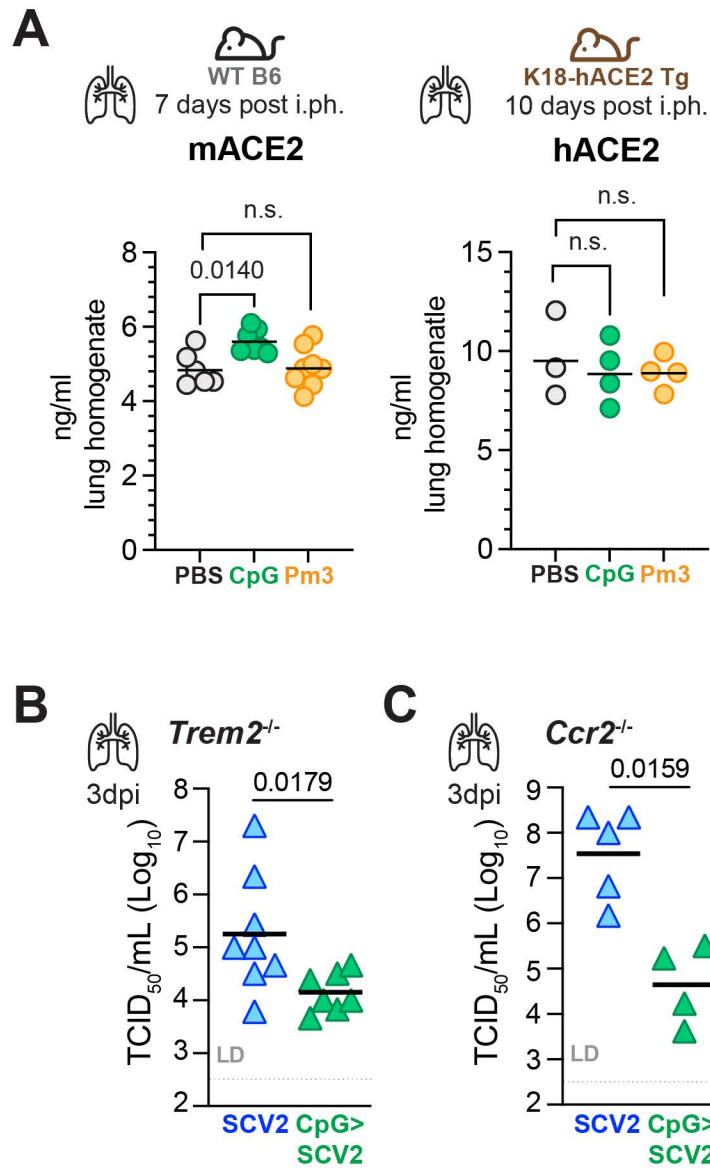 A
WT B6
7 days post i.ph.
mACE2
n.s.
0.0140
8
6
4
2
0
ng/ml
lung homogenate
PBS CpG Pm3
K18-hACE2 Tg
10 days post i.ph.
hACE2
n.s.
n.s.
15
10
5
0
ng/ml
lung homogenatle
PBS CpG Pm3
B
Trem2-/-
3dpi
0.0179
8
7
6
5
4
3
2
TCID50/mL (Log10)
LD
SCV2 CpG>
SCV2
C
Ccr2-/-
3dpi
0.0159
9
8
7
6
5
4
3
2
TCID50/mL (Log10)
LD
SCV2 CpG>
SCV2